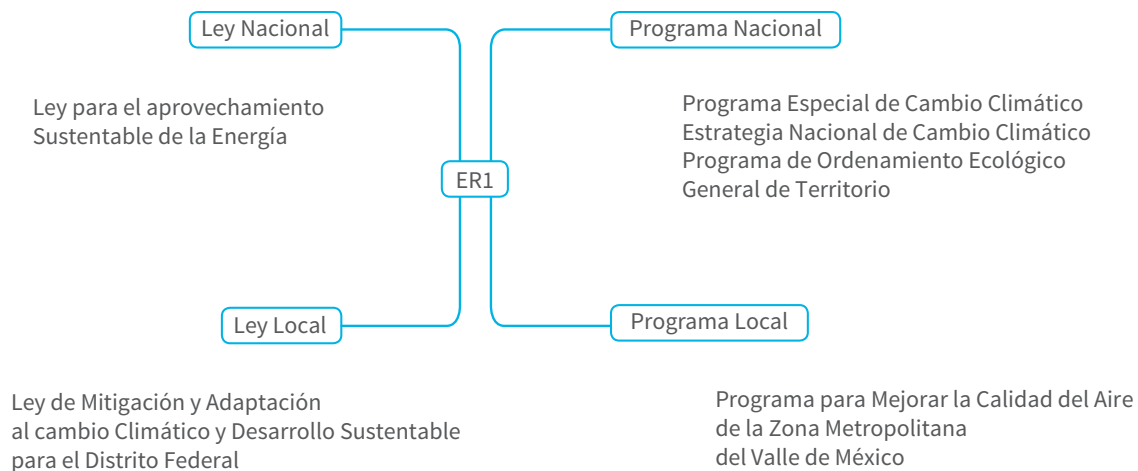 Ley Nacional
Programa Nacional
Ley para el aprovechamiento
Sustentable de la Energía
Programa Especial de Cambio Climático
Estrategia Nacional de Cambio Climático
Programa de Ordenamiento Ecológico
General de Territorio
ER1
Ley Local
Programa Local
Ley de Mitigación y Adaptación
al cambio Climático y Desarrollo Sustentable
para el Distrito Federal
Programa para Mejorar la Calidad del Aire
de la Zona Metropolitana
del Valle de México